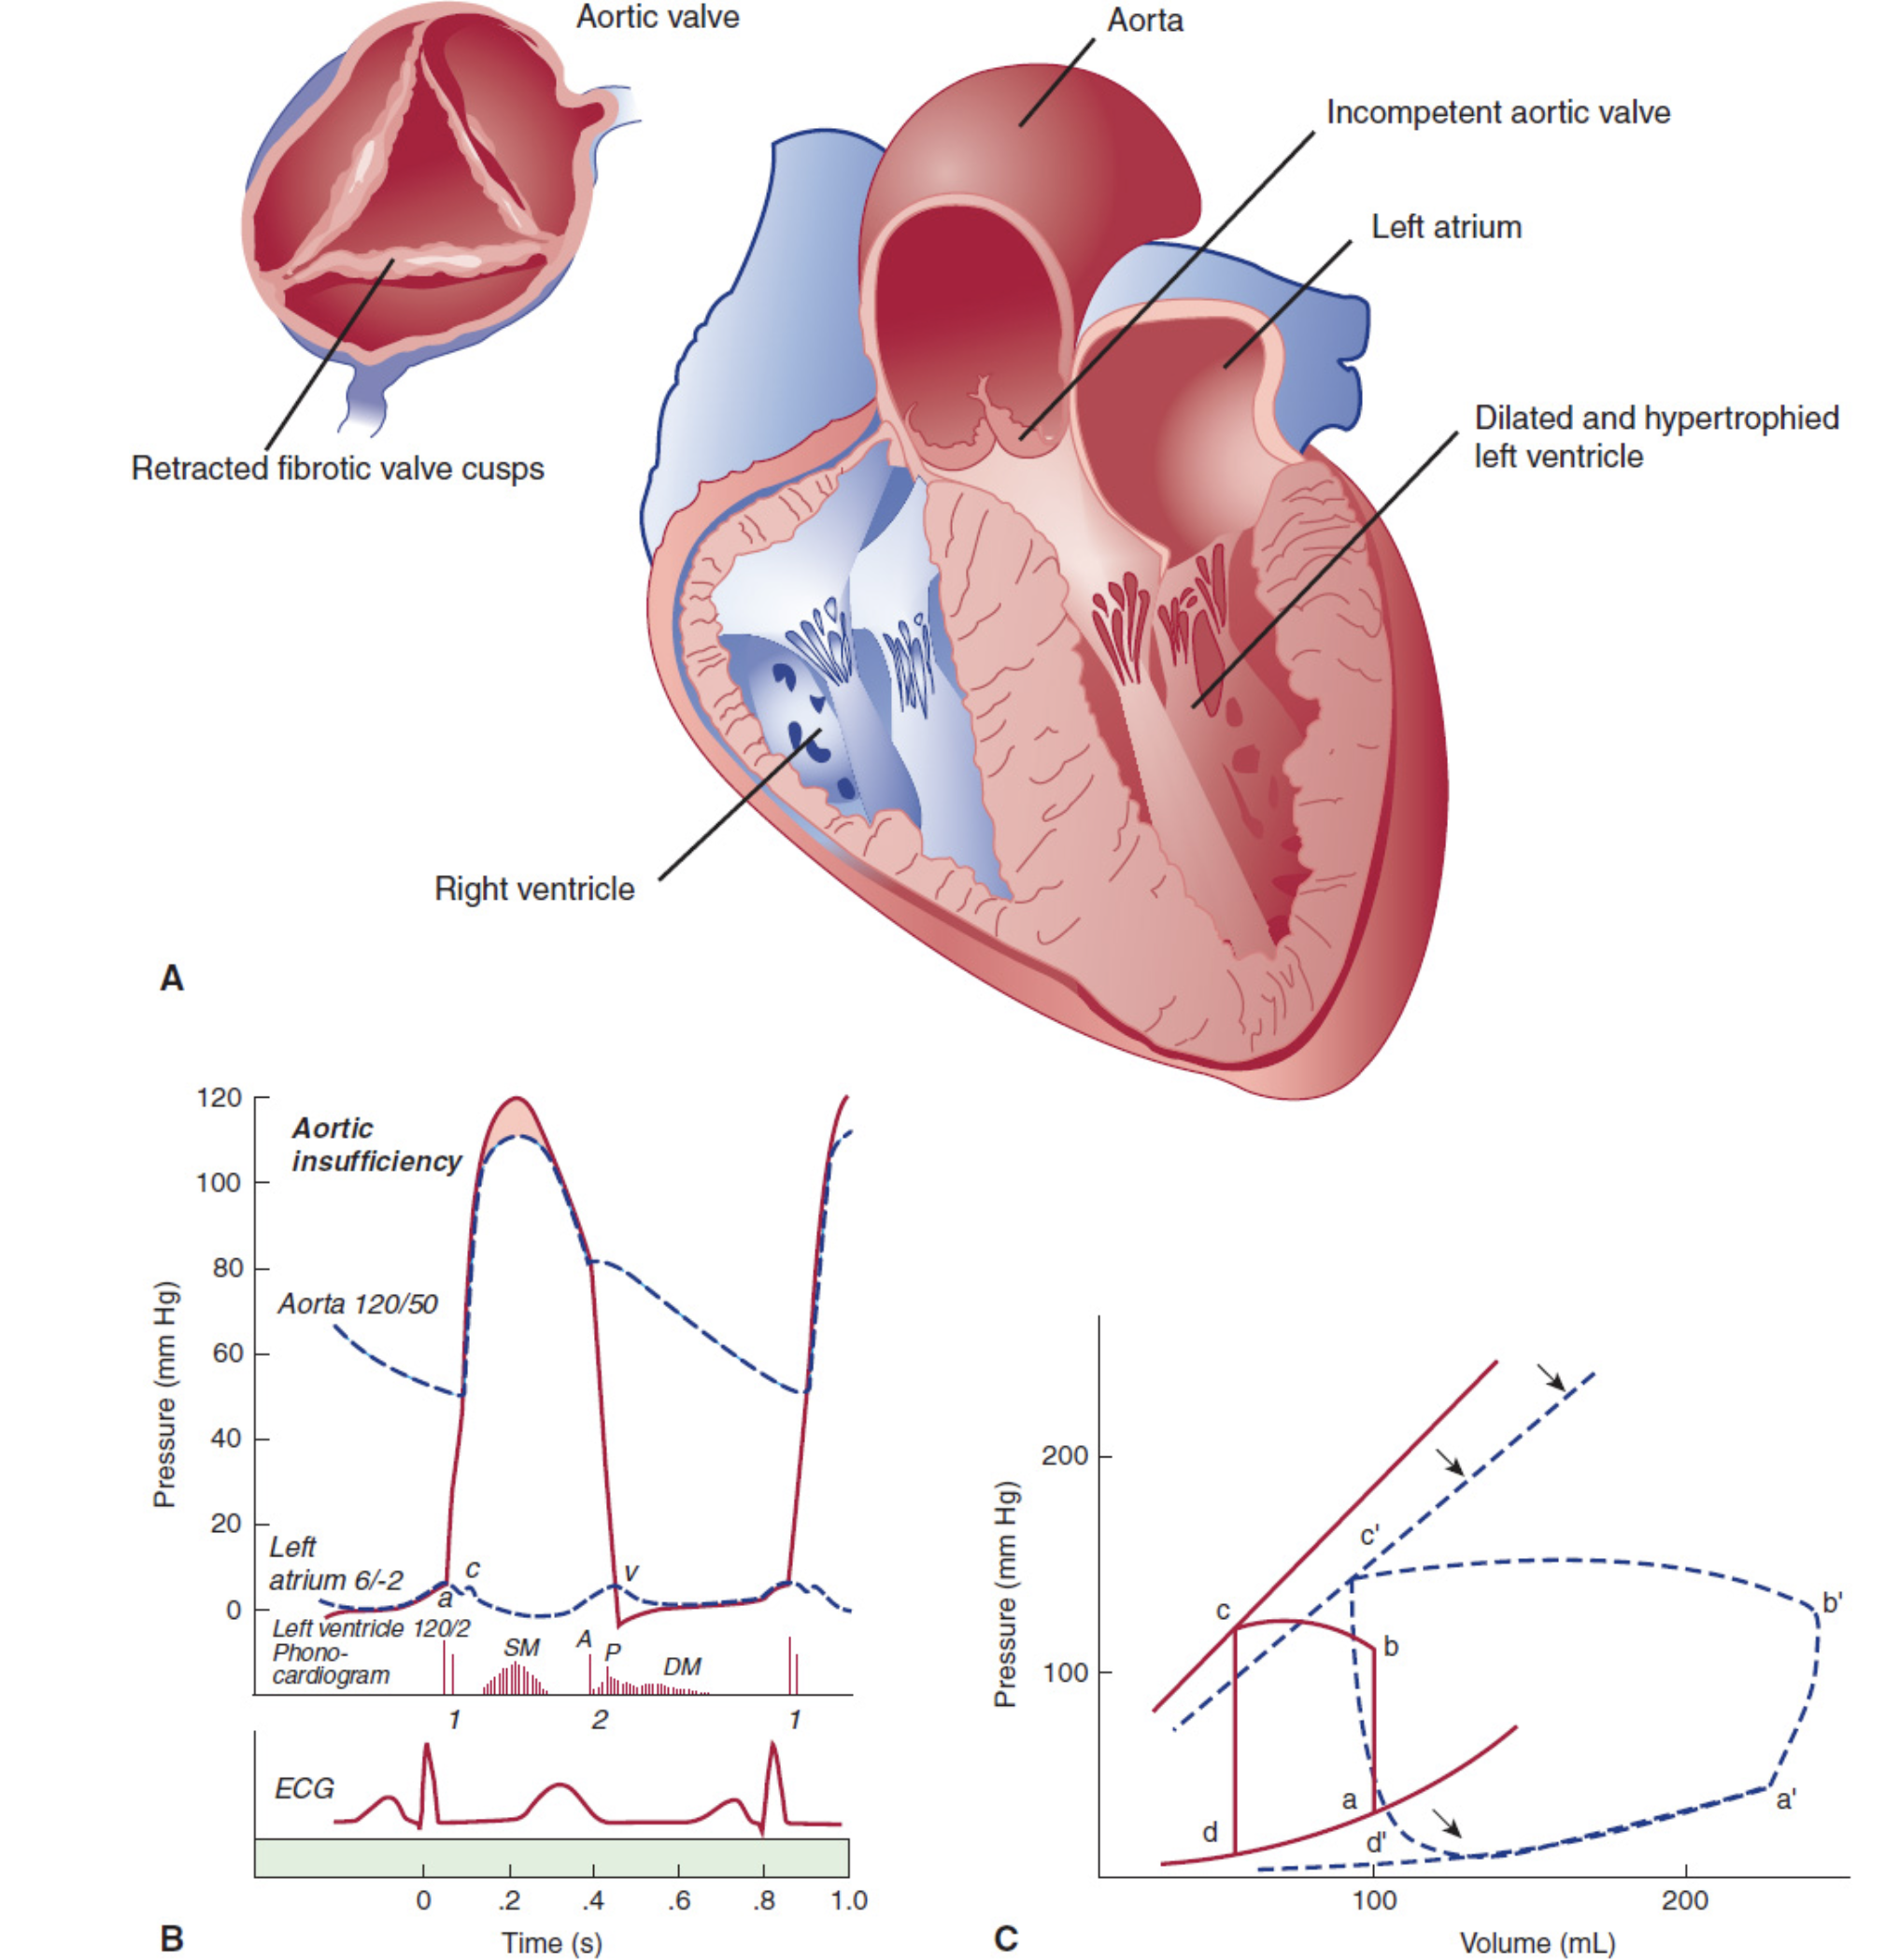 Aortic valve
Aorta
Incompetent aortic valve
Left atrium
Dilated and hypertrophied
left ventricle
Retracted fibrotic valve cusps
Right ventricle
A
120
100
80
60
40
20
0
Pressure (mm Hg)
Aortic
insufficiency
Aorta 120/50
Left
atrium 6/-2
a
c
v
Left ventricle 120/2
Phono-
cardiogram
SM
A
P
DM
1
2
1
ECG
0 .2 .4 .6 .8 1.0
Time (s)
B
200
100
Pressure (mm Hg)
c'
c
b
b'
a
a'
d
d'
100 200
Volume (mL)
C